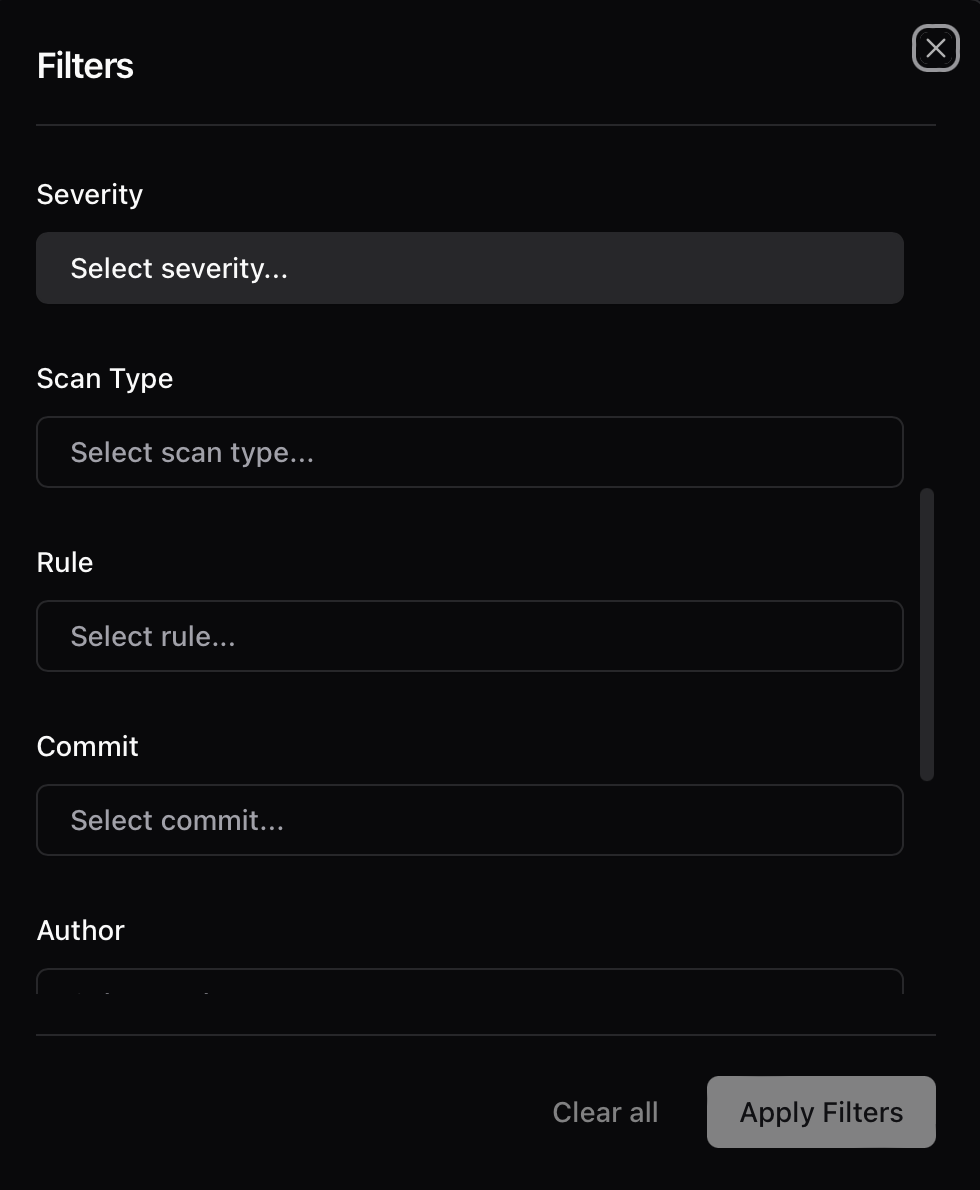 Filters
Severity
Select severity...
Scan Type
Select scan type...
Rule
Select rule...
Commit
Select commit...
Author
Clear all
Apply Filters